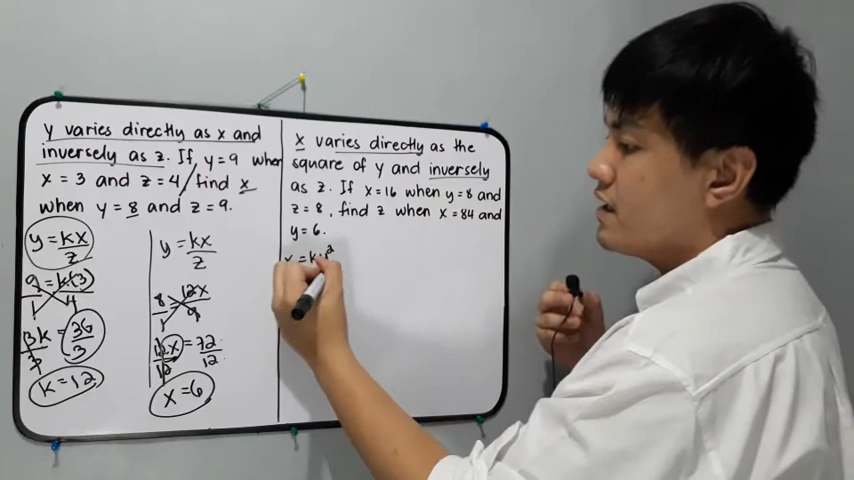 Y varies directly as x and
inversely as z. If, y=9 when
x = 3 and z=4, find x
when y=8 and z=9.
y=kx/z
9=k(3)/1 4
3k/3 = 36/3
k=12
y=kx/z
8/1=12x/9
12x/12=72/12
x=6
x varies directly as the
square of y and inversely
as z. If x=16 when y=8 and
z=8, find z when x=84 and
y=6.
x=ky²